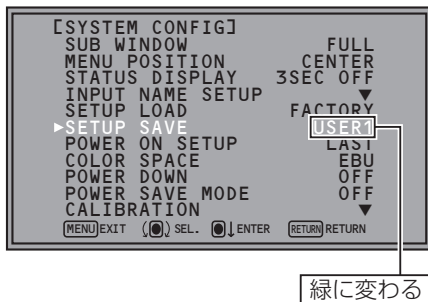 [SYSTEM CONFIG]
SUB WINDOW FULL
MENU POSITION CENTER
STATUS DISPLAY 3SEC OFF
INPUT NAME SETUP ▼
SETUP LOAD FACTORY
▶SETUP SAVE USER1
POWER ON SETUP LAST
COLOR SPACE EBU
POWER DOWN OFF
POWER SAVE MODE OFF
CALIBRATION ▼
MENU EXIT SEL. ↓ENTER RETURN RETURN
緑に変わる